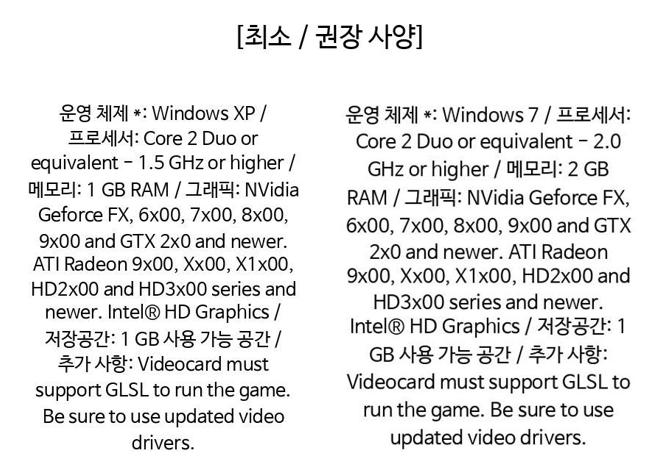 [최소 / 권장 사양]
운영 체제 *: Windows XP /
프로세서: Core 2 Duo or
equivalent - 1.5 GHz or higher /
메모리: 1 GB RAM / 그래픽: NVidia
Geforce FX, 6x00, 7x00, 8x00,
9x00 and GTX 2x0 and newer.
ATI Radeon 9x00, Xx00, X1x00,
HD2x00 and HD3x00 series and
newer. Intel® HD Graphics /
저장공간: 1 GB 사용 가능 공간 /
추가 사항: Videocard must
support GLSL to run the game.
Be sure to use updated video
drivers.
운영 체제 *: Windows 7 / 프로세서:
Core 2 Duo or equivalent - 2.0
GHz or higher / 메모리: 2 GB
RAM / 그래픽: NVidia Geforce FX,
6x00, 7x00, 8x00, 9x00 and GTX
2x0 and newer. ATI Radeon
9x00, Xx00, X1x00, HD2x00 and
HD3x00 series and newer.
Intel® HD Graphics / 저장공간: 1
GB 사용 가능 공간 / 추가 사항:
Videocard must support GLSL to
run the game. Be sure to use
updated video drivers.